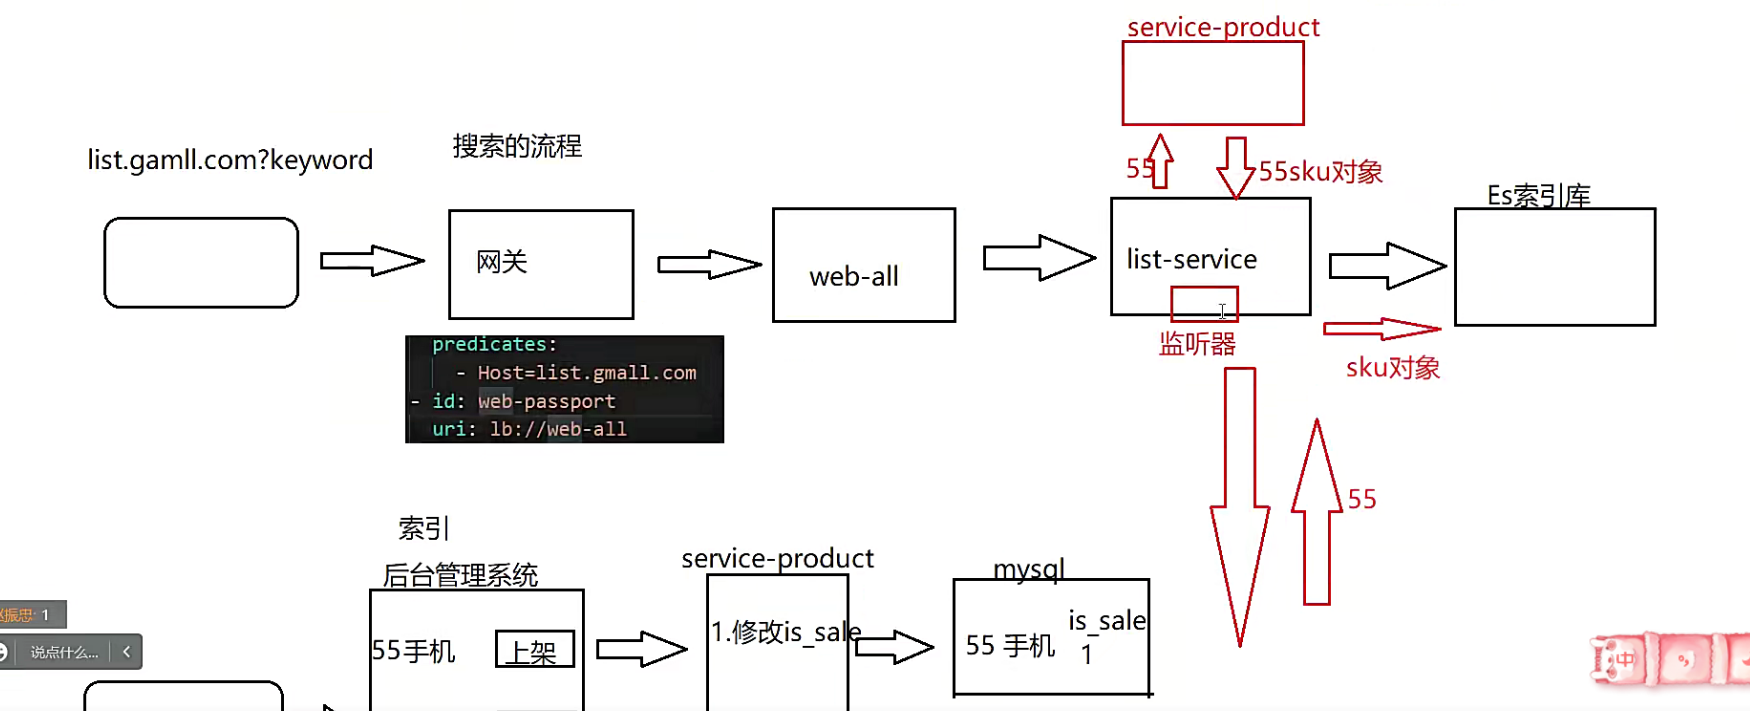 service-product
搜索的流程
list.gamll.com?keyword
55
55sku对象
Es索引库
网关
web-all
list-service
监听器
sku对象
predicates:
- Host=list.gmall.com
- id: web-passport
uri: lb://web-all
55
索引
后台管理系统
service-product
mysql
55手机
上架
1.修改is_sale
55 手机
is_sale
1
振忠: 1
说点什么...
中